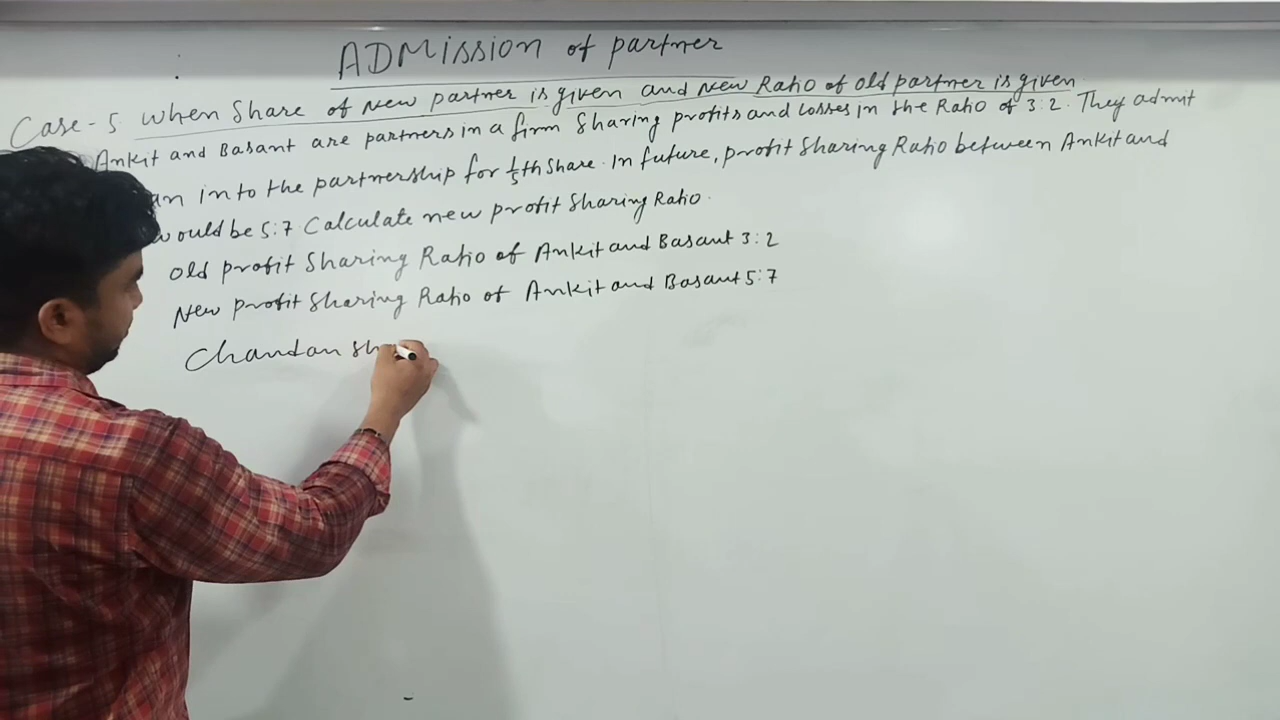 ADMission of partner
Case-5 when Share of New partner is given and New Ratio of old partner is given
Ankit and Basant are partners in a firm Sharing profits and Losses in the Ratio of 3:2. They admit
an into the partnership for 1/5th Share. In future, profit Sharing Ratio between Ankit and
would be 5:7 Calculate new profit Sharing Ratio.
Old profit Sharing Ratio of Ankit and Basant 3:2
New profit Sharing Ratio of Ankit and Basant 5:7
Chandan Sh